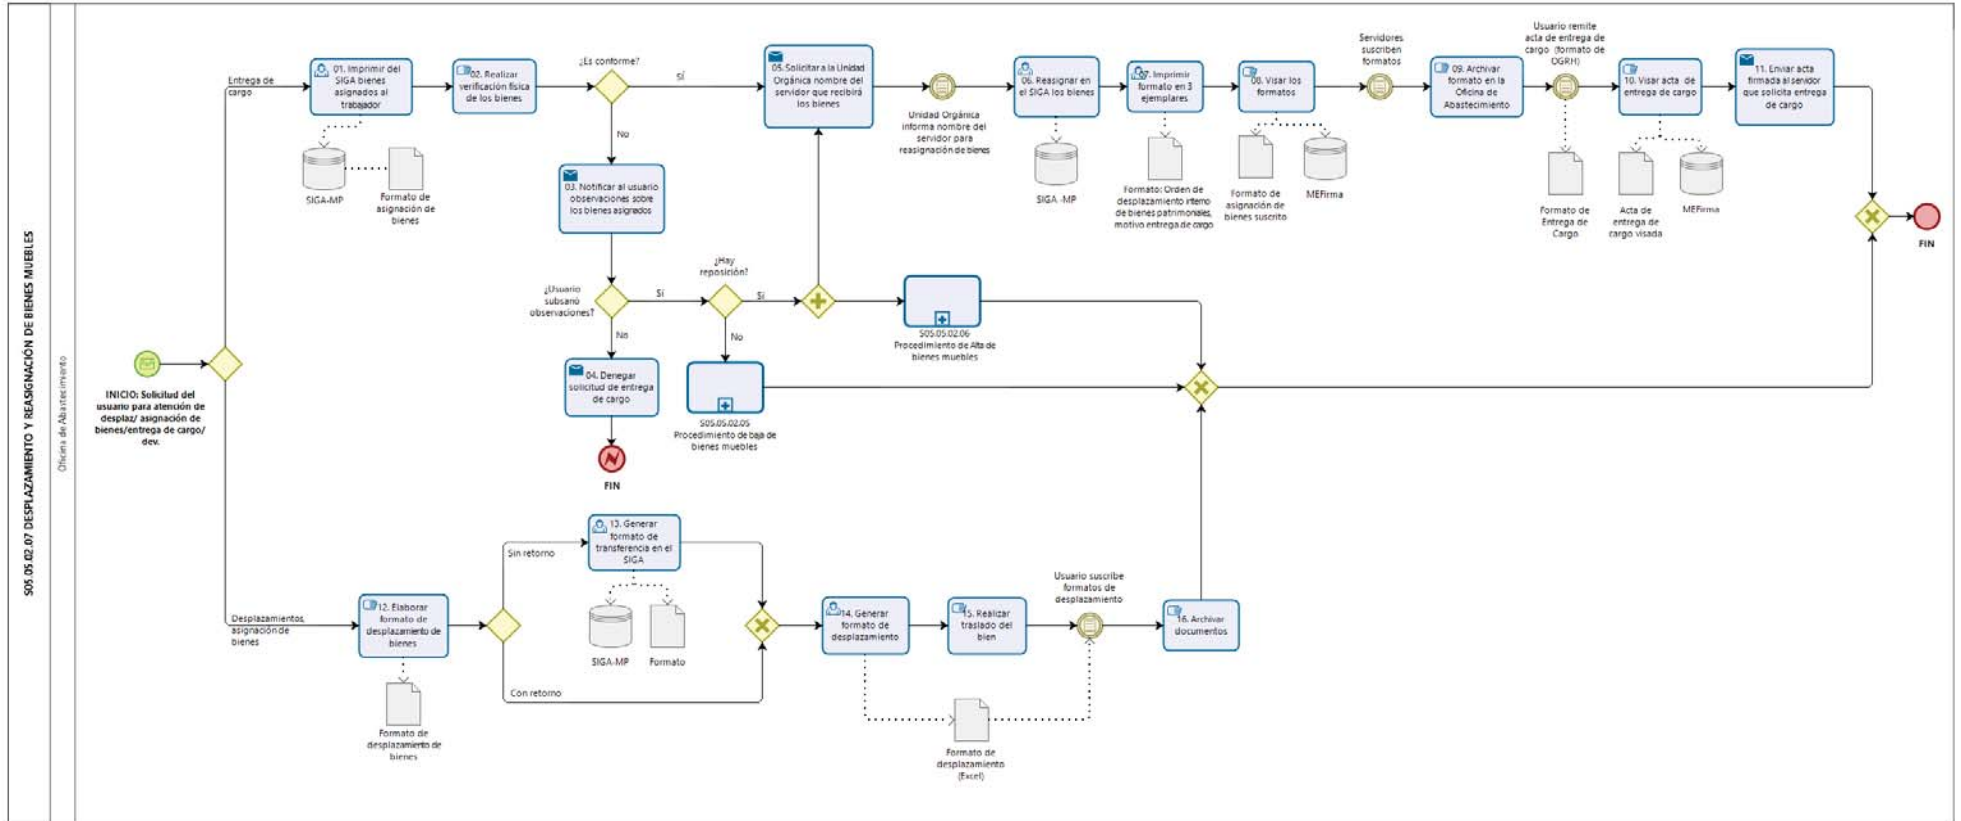 S05.05.02.07 DESPLAZAMIENTO Y REASIGNACIÓN DE BIENES MUEBLES
Oficina de Abastecimiento
INICIO: Solicitud del
usuario para atención de
desplaz/ asignación de
bienes/entrega de cargo/
dev.
Entrega de
cargo
01. Imprimir del
SIGA bienes
asignados al
trabajador
SIGA-MP
Formato de
asignación de
bienes
02. Realizar
verificación física
de los bienes
¿Es conforme?
SÍ
No
03. Notificar al usuario
observaciones sobre
los bienes asigrados
¿Usuario
subsanó
observaciones?
Sí
No
04. Denegar
solicitud de entrega
de cargo
FIN
¿Hay
reposición?
Sí
No
S05.05.02.05
Procedimiento de baja de
bienes muebles
S05.05.02.06
Procedimiento de Alta de
bienes muebles
05. Solicitar a la Unidad
Orgánica nombre del
servidor que recibirá
los bienes
Unidad Orgánica
informa nombre del
servidor para
reasignación de bienes
06. Reasignar en
el SIGA los bienes
SIGA -MP
07. Imprimir
formato en 3
ejemplares
Formato: Orden de
desplazamiento interno
de bienes patrimoniales,
motivo entrega de cargo
08. Visar los
formatos
Formato de
asignación de
bienes suscrito
MEFirma
Servidores
suscriben
formatos
09. Archivar
formato en la
Oficina de
Abastecimiento
Usuario remite
acta de entrega de
cargo (formato de
OGRH)
Formato de
Entrega de
Cargo
10. Visar acta de
entrega de cargo
Acta de
entrega de
cargo visada
MEFirma
11. Enviar acta
firmada al servidor
que solicita entrega
de cargo
FIN
Desplazamientos,
asignación de
bienes
12. Elaborar
formato de
desplazamiento de
bienes
Formato de
desplazamiento de
bienes
Sin retorno
Con retorno
13. Generar
formato de
transferencia en el
SIGA
SIGA-MP
Formato
14. Generar
formato de
desplazamiento
Formato de
desplazamiento
(Excel)
15. Realizar
traslado del
bien
Usuario suscribe
formatos de
desplazamiento
16. Archivar
documentos